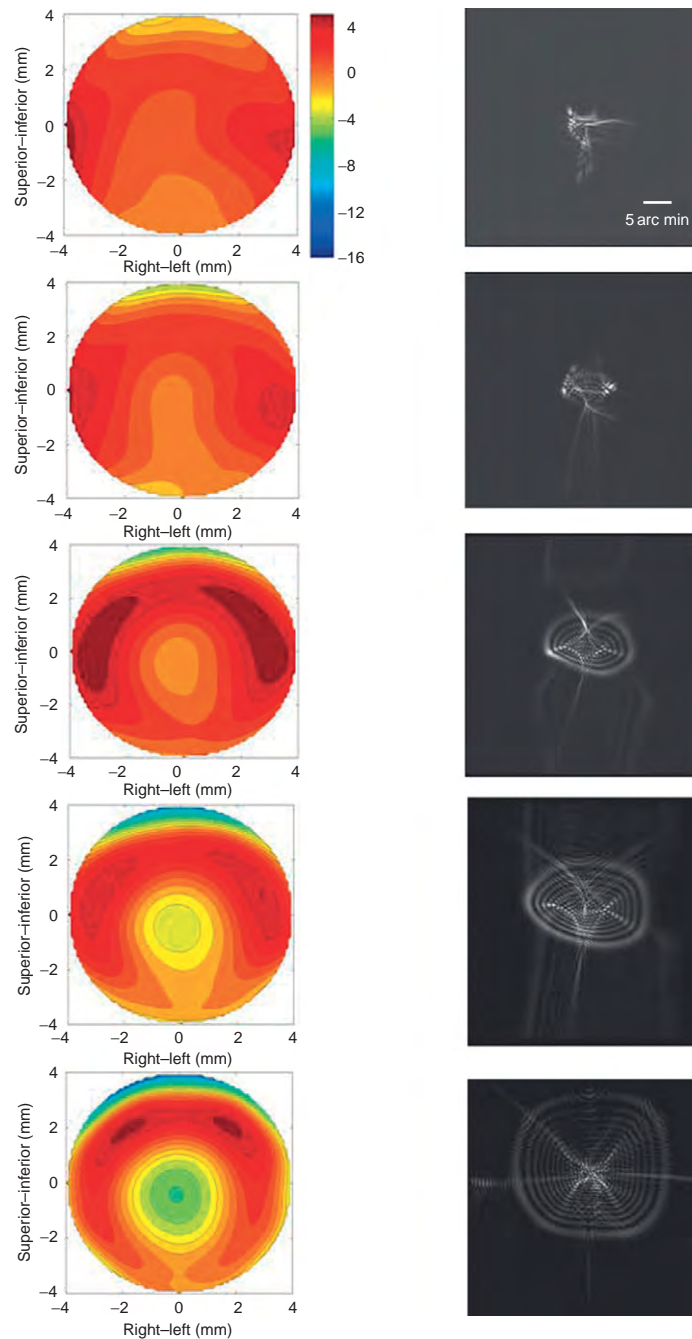 Superior–inferior (mm)
4
2
0
–2
–4
–4 –2 0 2 4
Right–left (mm)
4
0
–4
–8
–12
–16
5 arc min
Superior–inferior (mm)
4
2
0
–2
–4
–4 –2 0 2 4
Right–left (mm)
Superior–inferior (mm)
4
2
0
–2
–4
–4 –2 0 2 4
Right–left (mm)
Superior–inferior (mm)
4
2
0
–2
–4
–4 –2 0 2 4
Right–left (mm)
Superior–inferior (mm)
4
2
0
–2
–4
–4 –2 0 2 4
Right–left (mm)